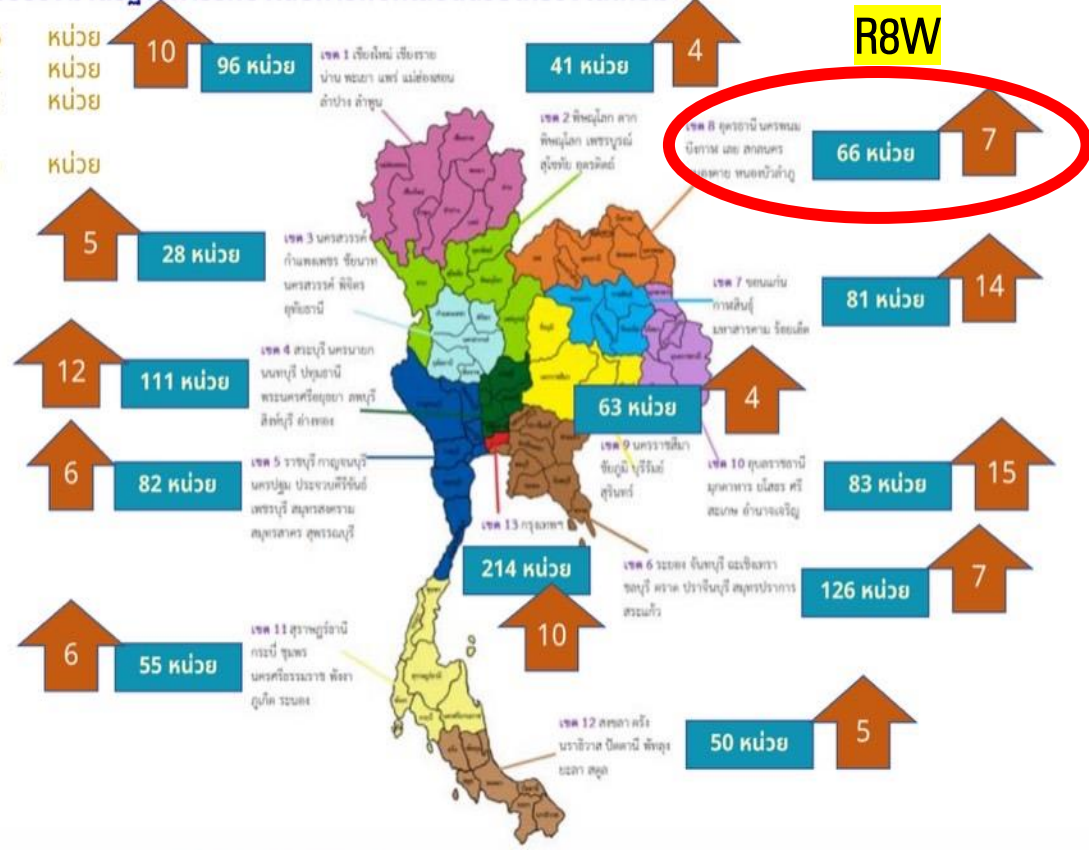 หน่วย
หน่วย
หน่วย
หน่วย
10
96 หน่วย
เขต 1 เชียงใหม่ เชียงราย
น่าน พะเยา แพร่ แม่ฮ่องสอน
ลำปาง ลำพูน
41 หน่วย
4
R8W
เขต 2 พิษณุโลก ตาก
พิษณุโลก เพชรบูรณ์
สุโขทัย อุตรดิตถ์
เขต 8 อุดรธานี นครพนม
บึงกาฬ เลย สกลนคร
หนองคาย หนองบัวลำภู
66 หน่วย
7
5
28 หน่วย
เขต 3 นครสวรรค์
กำแพงเพชร ชัยนาท
นครสวรรค์ พิจิตร
อุทัยธานี
เขต 7 ขอนแก่น
กาฬสินธุ์
มหาสารคาม ร้อยเอ็ด
81 หน่วย
14
12
111 หน่วย
เขต 4 สระบุรี นครนายก
นนทบุรี ปทุมธานี
พระนครศรีอยุธยา ลพบุรี
สิงห์บุรี อ่างทอง
63 หน่วย
4
6
82 หน่วย
เขต 5 ราชบุรี กาญจนบุรี
นครปฐม ประจวบคีรีขันธ์
เพชรบุรี สมุทรสงคราม
สมุทรสาคร สุพรรณบุรี
เขต 9 นครราชสีมา
ชัยภูมิ บุรีรัมย์
สุรินทร์
เขต 10 อุบลราชธานี
มุกดาหาร ยโสธร ศรี
สะเกษ อำนาจเจริญ
83 หน่วย
15
เขต 13 กรุงเทพฯ
214 หน่วย
10
เขต 6 ระยอง จันทบุรี ฉะเชิงเทรา
ชลบุรี ตราด ปราจีนบุรี สมุทรปราการ
สระแก้ว
126 หน่วย
7
6
55 หน่วย
เขต 11 สุราษฎร์ธานี
กระบี่ ชุมพร
นครศรีธรรมราช พังงา
ภูเก็ต ระนอง
เขต 12 สงขลา ตรัง
นราธิวาส ปัตตานี พัทลุง
ยะลา สตูล
50 หน่วย
5